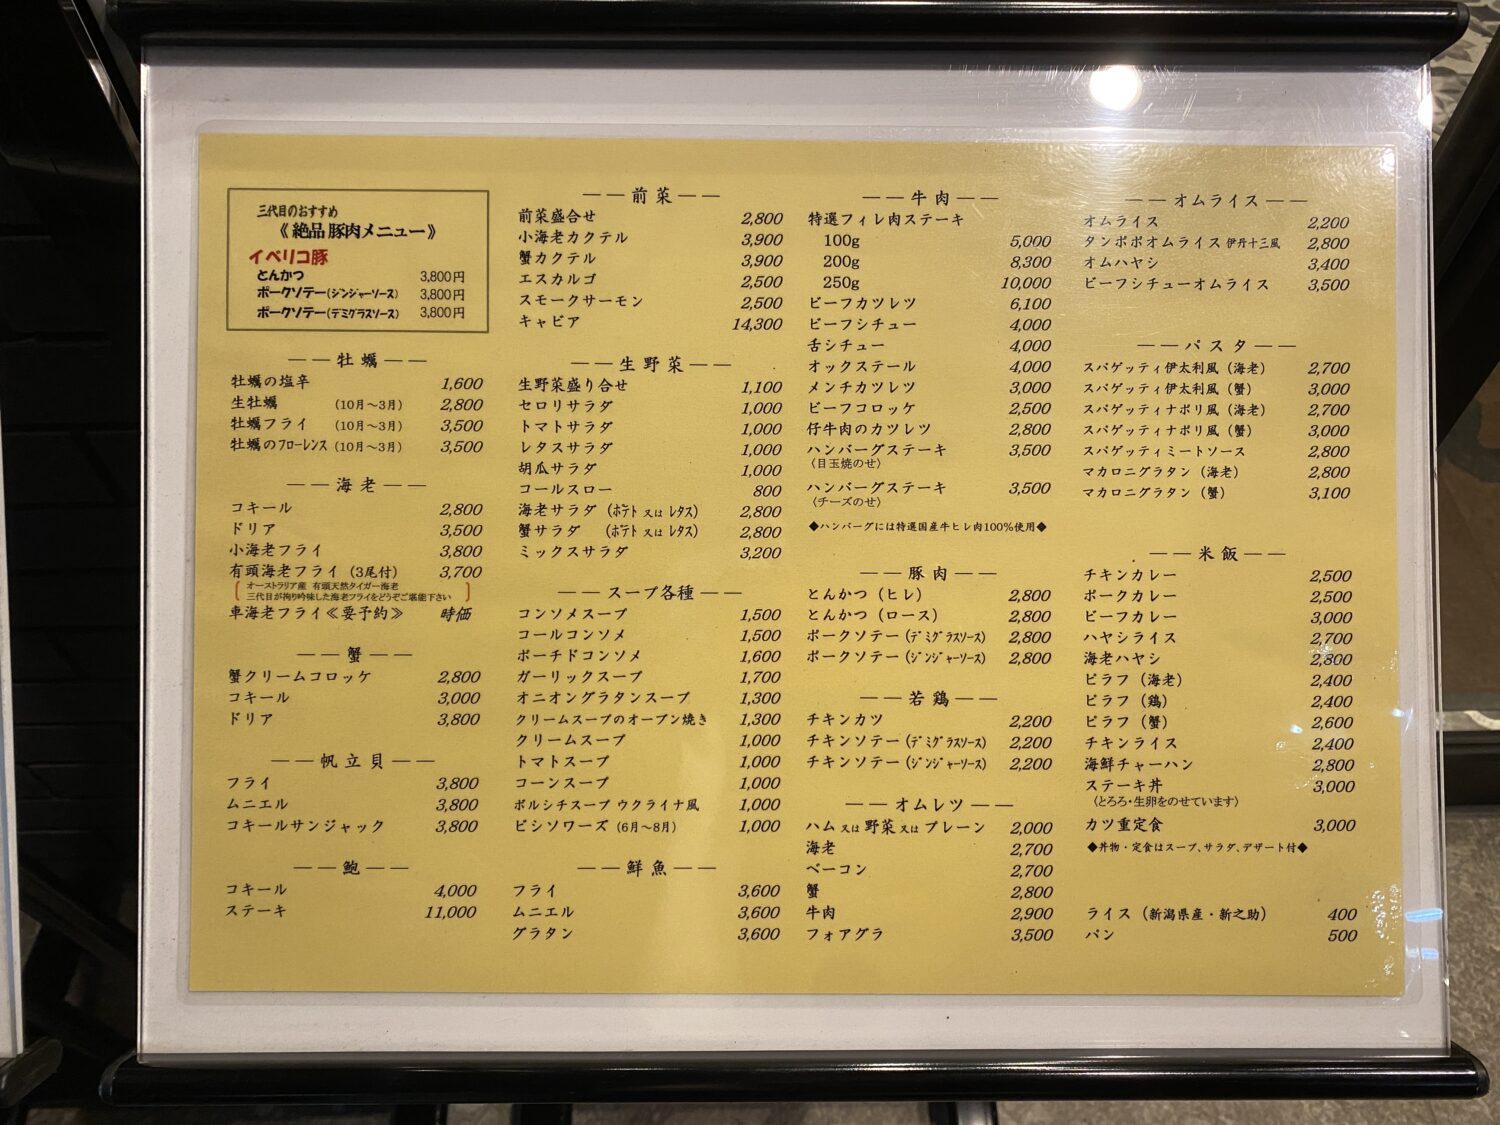 三代目のおすすめ
《絶品 豚肉メニュー》
イベリコ豚
とんかつ 3,800円
ポークソテー(ジンジャーソース) 3,800円
ポークソテー(デミグラスソース) 3,800円
――牡蠣――
牡蠣の塩辛 1,600
生牡蠣 (10月～3月) 2,800
牡蠣フライ (10月～3月) 3,500
牡蠣のﾌﾛｰﾚﾝｽ (10月～3月) 3,500
――海老――
コキール 2,800
ドリア 3,500
小海老フライ 3,800
有頭海老フライ (3尾付) 3,700
オーストラリア産 有頭天然タイガー海老
三代目が拘り吟味した海老フライをどうぞご堪能下さい
車海老フライ≪要予約≫ 時価
――蟹――
蟹クリームコロッケ 2,800
コキール 3,000
ドリア 3,800
――帆立貝――
フライ 3,800
ムニエル 3,800
コキールサンジャック 3,800
――鮑――
コキール 4,000
ステーキ 11,000
――前菜――
前菜盛合せ 2,800
小海老カクテル 3,900
蟹カクテル 3,900
エスカルゴ 2,500
スモークサーモン 2,500
キャビア 14,300
――生野菜――
生野菜盛り合せ 1,100
セロリサラダ 1,000
トマトサラダ 1,000
レタスサラダ 1,000
胡瓜サラダ 1,000
コールスロー 800
海老サラダ (ﾎﾟﾃﾄ 又は ﾚﾀｽ) 2,800
蟹サラダ (ﾎﾟﾃﾄ 又は ﾚﾀｽ) 2,800
ミックスサラダ 3,200
――スープ各種――
コンソメスープ 1,500
コールコンソメ 1,500
ポーチドコンソメ 1,600
ガーリックスープ 1,700
オニオングラタンスープ 1,300
クリームスープのオーブン焼き 1,300
クリームスープ 1,000
トマトスープ 1,000
コーンスープ 1,000
ボルシチスープ ウクライナ風 1,000
ビシソワーズ (6月～8月) 1,000
――鮮魚――
フライ 3,600
ムニエル 3,600
グラタン 3,600
――牛肉――
特選フィレ肉ステーキ
100g 5,000
200g 8,300
250g 10,000
ビーフカツレツ 6,100
ビーフシチュー 4,000
舌シチュー 4,000
オックステール 4,000
メンチカツレツ 3,000
ビーフコロッケ 2,500
仔牛肉のカツレツ 2,800
ハンバーグステーキ 3,500
〈目玉焼のせ〉
ハンバーグステーキ 3,500
〈チーズのせ〉
◆ハンバーグには特選国産牛ヒレ肉100%使用◆
――豚肉――
とんかつ (ヒレ) 2,800
とんかつ (ロース) 2,800
ポークソテー (ﾃﾞﾐｸﾞﾗｽｿｰｽ) 2,800
ポークソテー (ｼﾞﾝｼﾞｬｰｿｰｽ) 2,800
――若鶏――
チキンカツ 2,200
チキンソテー (ﾃﾞﾐｸﾞﾗｽｿｰｽ) 2,200
チキンソテー (ｼﾞﾝｼﾞｬｰｿｰｽ) 2,200
――オムレツ――
ハム 又は 野菜 又は プレーン 2,000
海老 2,700
ベーコン 2,700
蟹 2,800
牛肉 2,900
フォアグラ 3,500
――オムライス――
オムライス 2,200
タンポポオムライス 伊丹十三風 2,800
オムハヤシ 3,400
ビーフシチューオムライス 3,500
――パスタ――
スパゲッティ伊太利風 (海老) 2,700
スパゲッティ伊太利風 (蟹) 3,000
スパゲッティナポリ風 (海老) 2,700
スパゲッティナポリ風 (蟹) 3,000
スパゲッティミートソース 2,800
マカロニグラタン (海老) 2,800
マカロニグラタン (蟹) 3,100
――米飯――
チキンカレー 2,500
ポークカレー 2,500
ビーフカレー 3,000
ハヤシライス 2,700
海老ハヤシ 2,800
ピラフ (海老) 2,400
ピラフ (鶏) 2,400
ピラフ (蟹) 2,600
チキンライス 2,400
海鮮チャーハン 2,800
ステーキ丼 3,000
〈とろろ・生卵をのせています〉
カツ重定食 3,000
◆丼物・定食はスープ、サラダ、デザート付◆
ライス (新潟県産・新之助) 400
パン 500